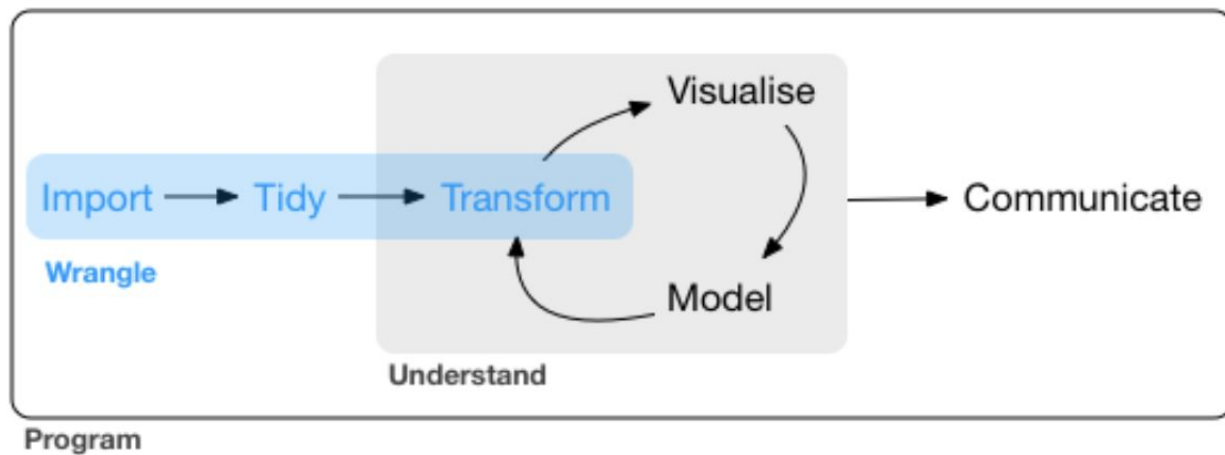 Visualise
Import Tidy Transform Communicate
Wrangle
Model
Understand
Program